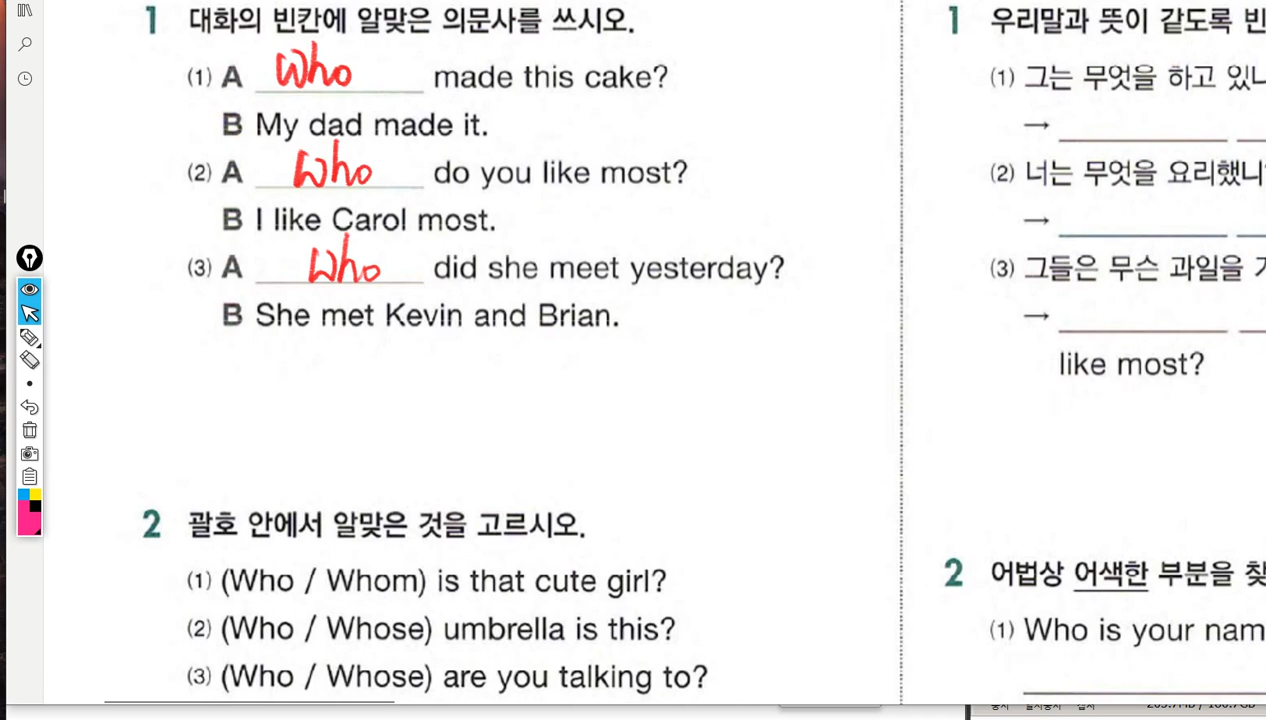 1 대화의 빈칸에 알맞은 의문사를 쓰시오.
(1) A Who made this cake?
B My dad made it.
(2) A Who do you like most?
B I like Carol most.
(3) A Who did she meet yesterday?
B She met Kevin and Brian.
2 괄호 안에서 알맞은 것을 고르시오.
(1) (Who / Whom) is that cute girl?
(2) (Who / Whose) umbrella is this?
(3) (Who / Whose) are you talking to?
1 우리말과 뜻이 같도록 빈
(1) 그는 무엇을 하고 있
→
(2) 너는 무엇을 요리했니
→
(3) 그들은 무슨 과일을
→
like most?
2 어법상 어색한 부분을 찾
(1) Who is your nam